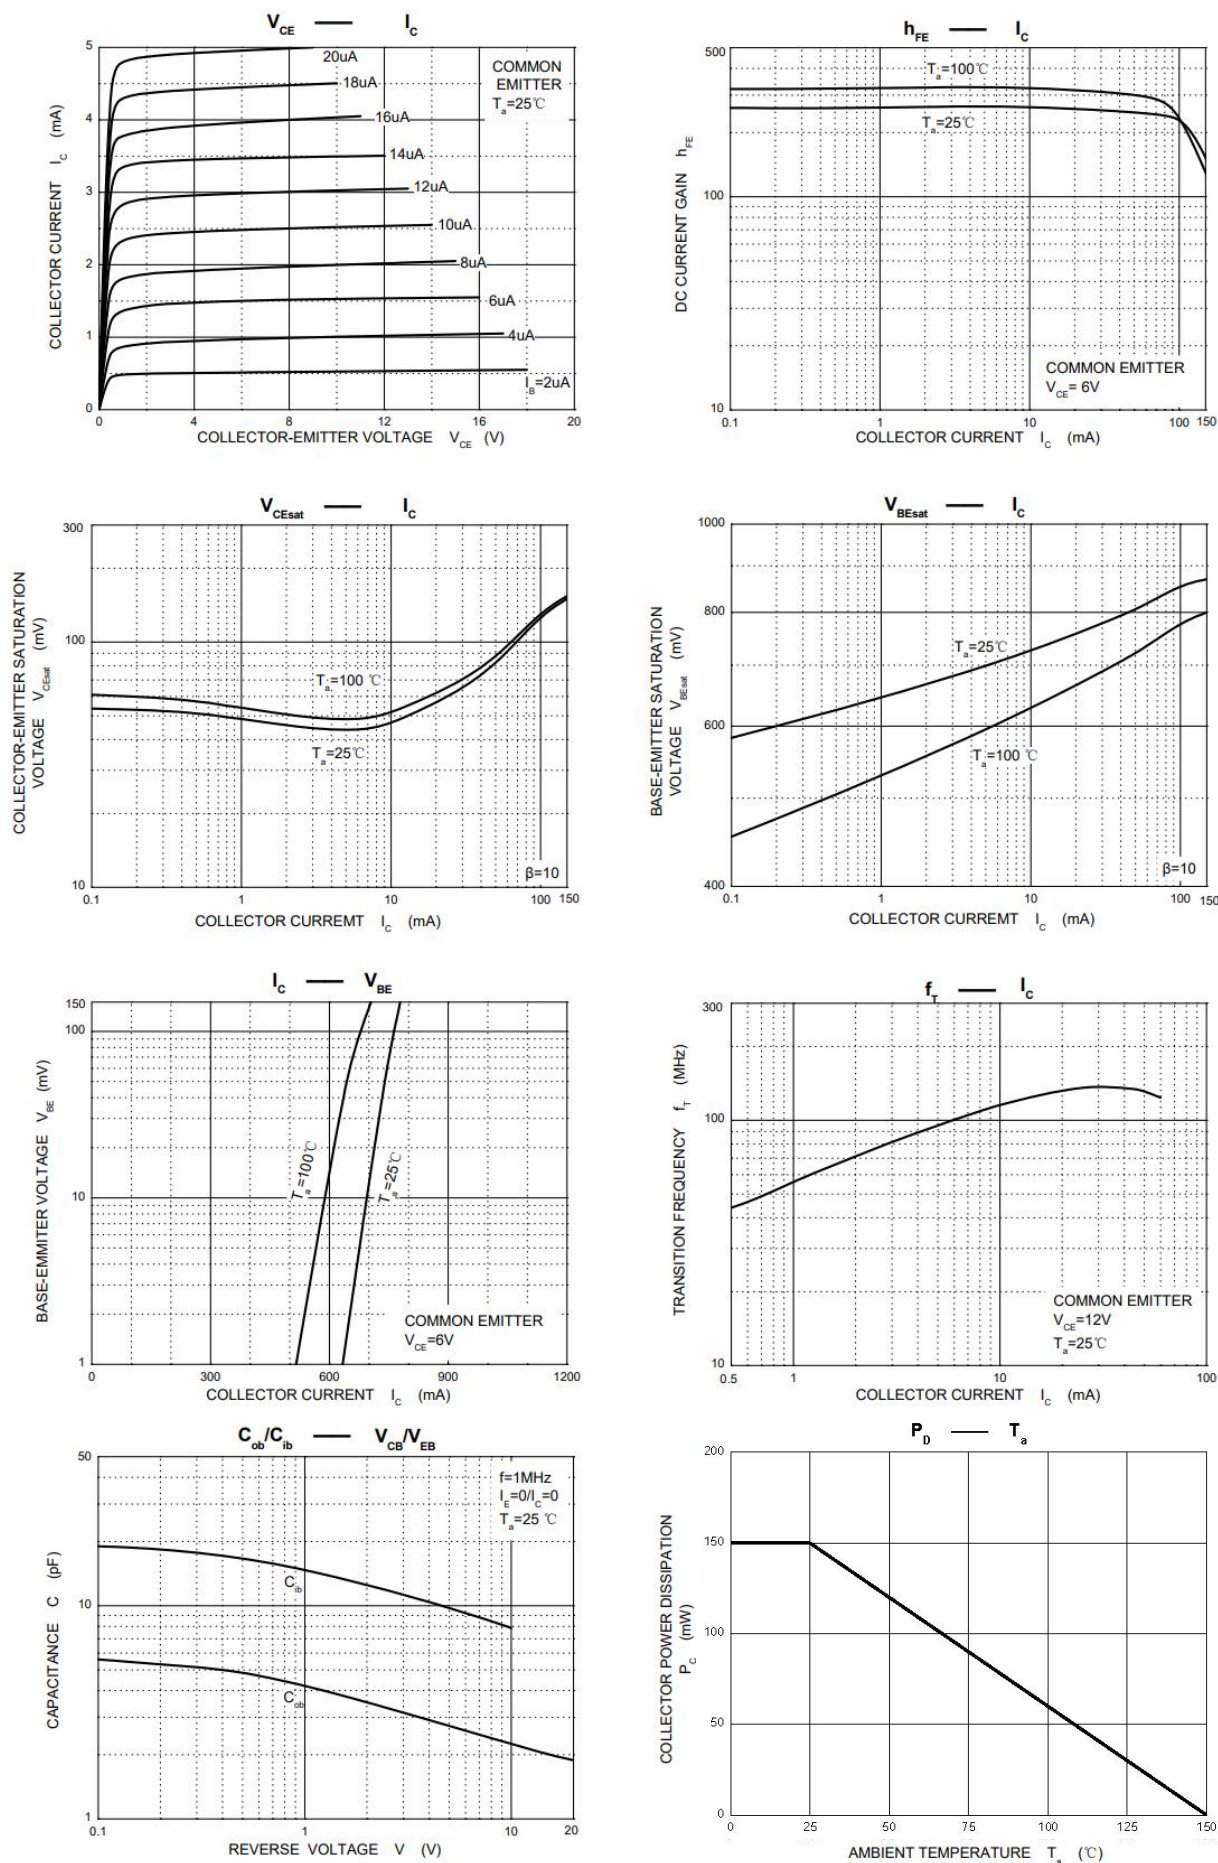 VCE —— IC
COLLECTOR CURRENT IC (mA)
5
4
3
2
1
0
20uA
18uA
16uA
14uA
12uA
10uA
8uA
6uA
4uA
IB=2uA
COMMON
EMITTER
Ta=25℃
0 4 8 12 16 20
COLLECTOR-EMITTER VOLTAGE VCE (V)
hFE —— IC
DC CURRENT GAIN hFE
500
100
10
Ta=100℃
Ta=25℃
COMMON EMITTER
VCE= 6V
0.1 1 10 100 150
COLLECTOR CURRENT IC (mA)
VCEsat —— IC
COLLECTOR-EMITTER SATURATION
VOLTAGE VCEsat (mV)
300
100
10
Ta=100 ℃
Ta=25℃
β=10
0.1 1 10 100 150
COLLECTOR CURREMT IC (mA)
VBEsat —— IC
BASE-EMITTER SATURATION
VOLTAGE VBEsat (mV)
1000
800
600
400
Ta=25℃
Ta=100 ℃
β=10
0.1 1 10 100 150
COLLECTOR CURREMT IC (mA)
IC —— VBE
BASE-EMMITER VOLTAGE VBE (mV)
150
100
10
1
Ta=100℃
Ta=25℃
COMMON EMITTER
VCE=6V
0 300 600 900 1200
COLLECTOR CURRENT IC (mA)
fT —— IC
TRANSITION FREQUENCY fT (MHz)
300
100
10
COMMON EMITTER
VCE=12V
Ta=25℃
0.5 1 10 100
COLLECTOR CURRENT IC (mA)
Cob/Cib —— VCB/VEB
CAPACITANCE C (pF)
50
10
1
f=1MHz
IE=0/IC=0
Ta=25 ℃
Cib
Cob
0.1 1 10 20
REVERSE VOLTAGE V (V)
PD —— Ta
COLLECTOR POWER DISSIPATION
PC (mW)
200
150
100
50
0
0 25 50 75 100 125 150
AMBIENT TEMPERATURE Ta (℃)